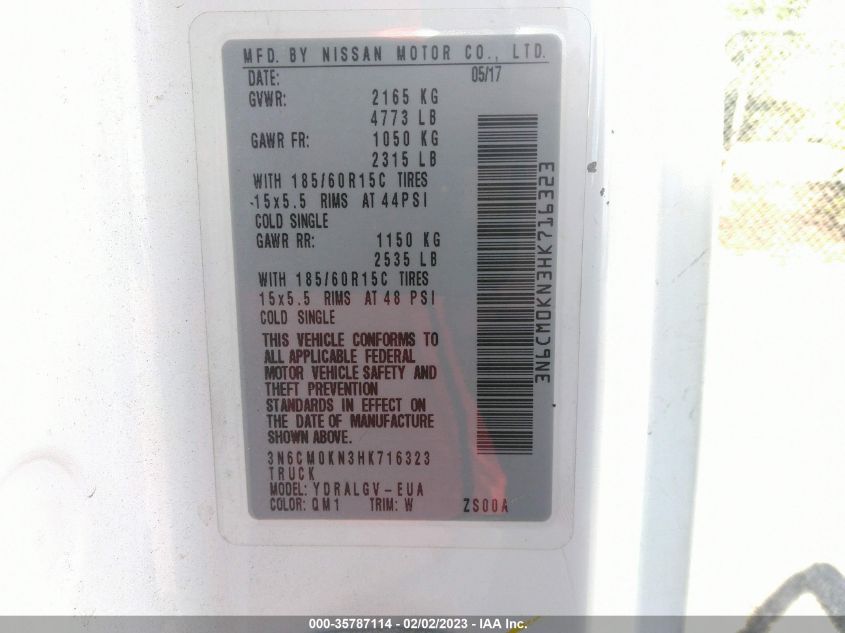 MFD. BY NISSAN MOTOR CO., LTD.
DATE: 05/17
GVWR: 2165 KG
4773 LB
GAWR FR: 1050 KG
2315 LB
WITH 185/60R15C TIRES
15x5.5 RIMS AT 44PSI
COLD SINGLE
GAWR RR: 1150 KG
2535 LB
WITH 185/60R15C TIRES
15x5.5 RIMS AT 48 PSI
COLD SINGLE
THIS VEHICLE CONFORMS TO
ALL APPLICABLE FEDERAL
MOTOR VEHICLE SAFETY AND
THEFT PREVENTION
STANDARDS IN EFFECT ON
THE DATE OF MANUFACTURE
SHOWN ABOVE.
3N6CM0KN3HK716323
TRUCK
MODEL: YDRALGV-EUA
COLOR: QM1 TRIM: W ZS00A
3N6CM0KN3HK716323
000-35787114 - 02/02/2023 - IAA Inc.